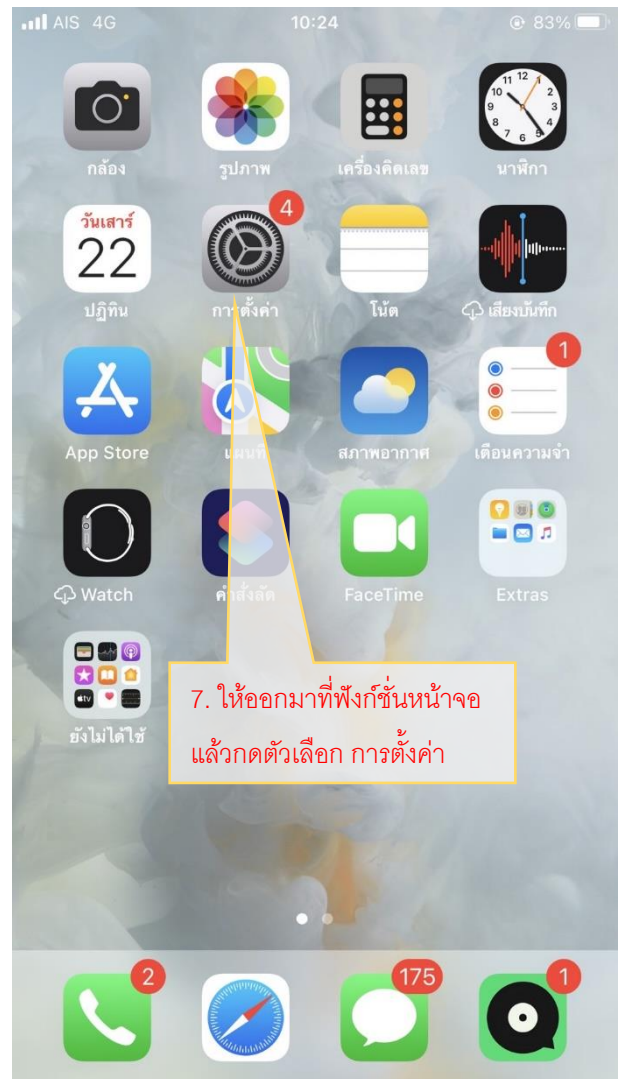 AIS 4G 10:24 83%
กล้อง รูปภาพ เครื่องคิดเลข นาฬิกา
วันเสาร์ 4
22
ปฏิทิน การตั้งค่า โน้ต เสียงบันทึก
1
App Store แผนที่ สภาพอากาศ เตือนความจำ
Watch คำสั่งลัด FaceTime Extras
ยังไม่ได้ใช้
7. ให้ออกมาที่ฟังก์ชั่นหน้าจอ
แล้วกดตัวเลือก การตั้งค่า
2 175 1